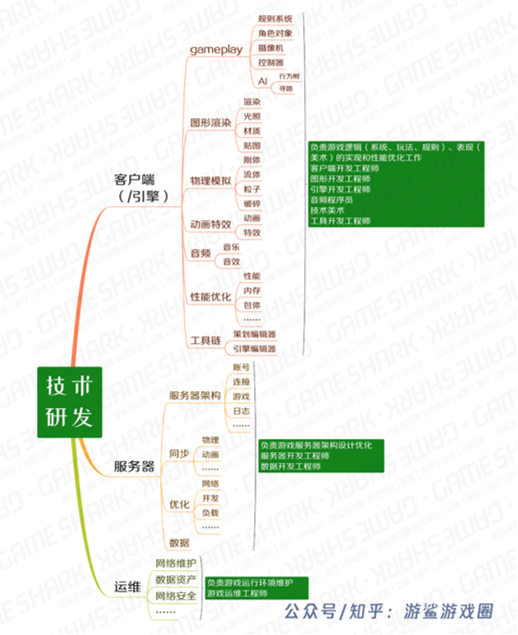 技术
研发
客户端
（/引擎）
gameplay
规则系统
角色对象
摄像机
控制器
AI
行为树
寻路
图形渲染
渲染
光照
材质
贴图
物理模拟
刚体
流体
粒子
破碎
动画特效
动画
特效
音频
音乐
音效
性能优化
性能
内存
包体
……
工具链
策划编辑器
引擎编辑器
负责游戏逻辑（系统、玩法、规则）、表现（
美术）的实现和性能优化工作
客户端开发工程师
图形开发工程师
引擎开发工程师
音频程序员
技术美术
工具开发工程师
服务器
服务器架构
账号
连接
游戏
日志
……
同步
物理
动画
……
优化
网络
并发
负载
……
数据
负责游戏服务器架构设计优化
服务器开发工程师
数据开发工程师
运维
网络维护
数据资产
网络安全
……
负责游戏运行环境维护
游戏运维工程师
公众号/知乎：游鲨游戏圈
GAME SHARK